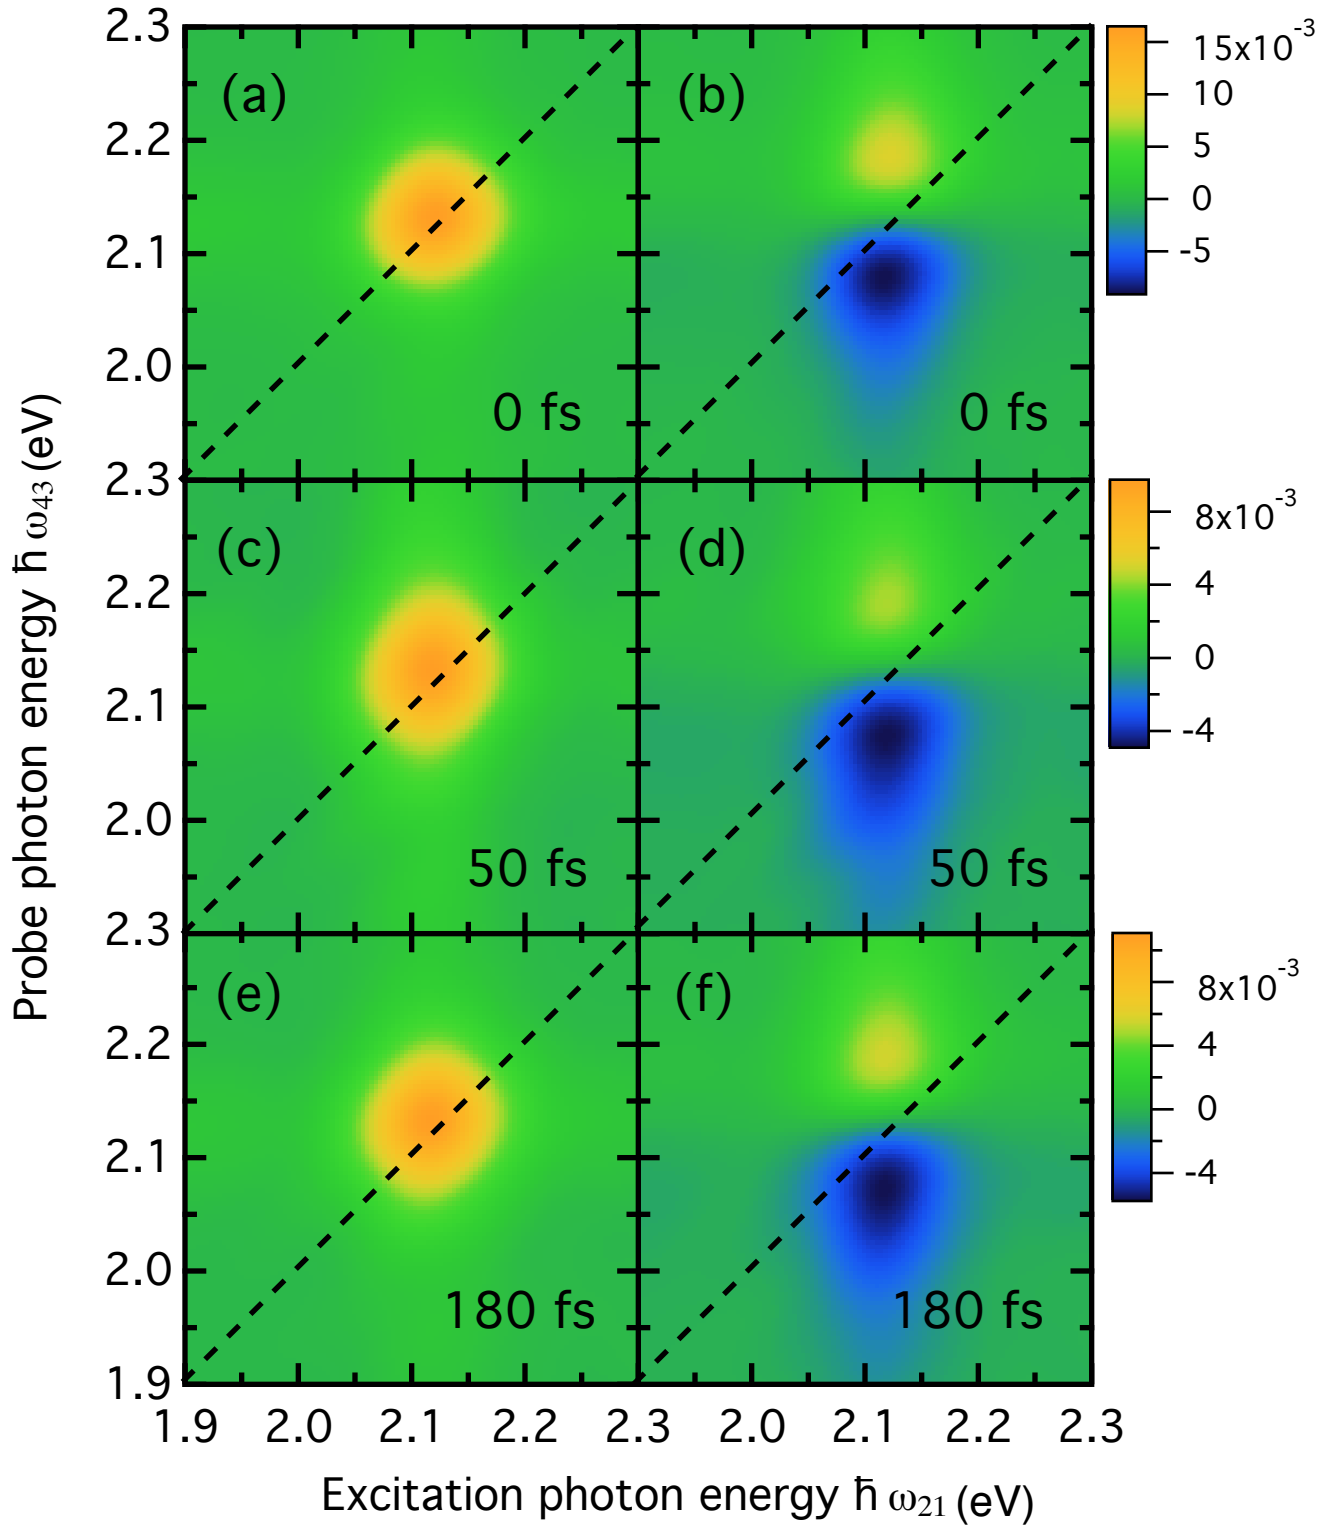 2.3
(a)
(b)
15x10-3
10
2.2
5
0
2.1
-5
2.0
0 fs
0 fs
2.3
(c)
(d)
8x10-3
2.2
4
0
2.1
-4
2.0
50 fs
50 fs
2.3
(e)
(f)
8x10-3
2.2
4
0
2.1
-4
2.0
180 fs
180 fs
1.9
1.9 2.0 2.1 2.2 2.3 2.0 2.1 2.2 2.3
Probe photon energy ħ ω43 (eV)
Excitation photon energy ħ ω21 (eV)